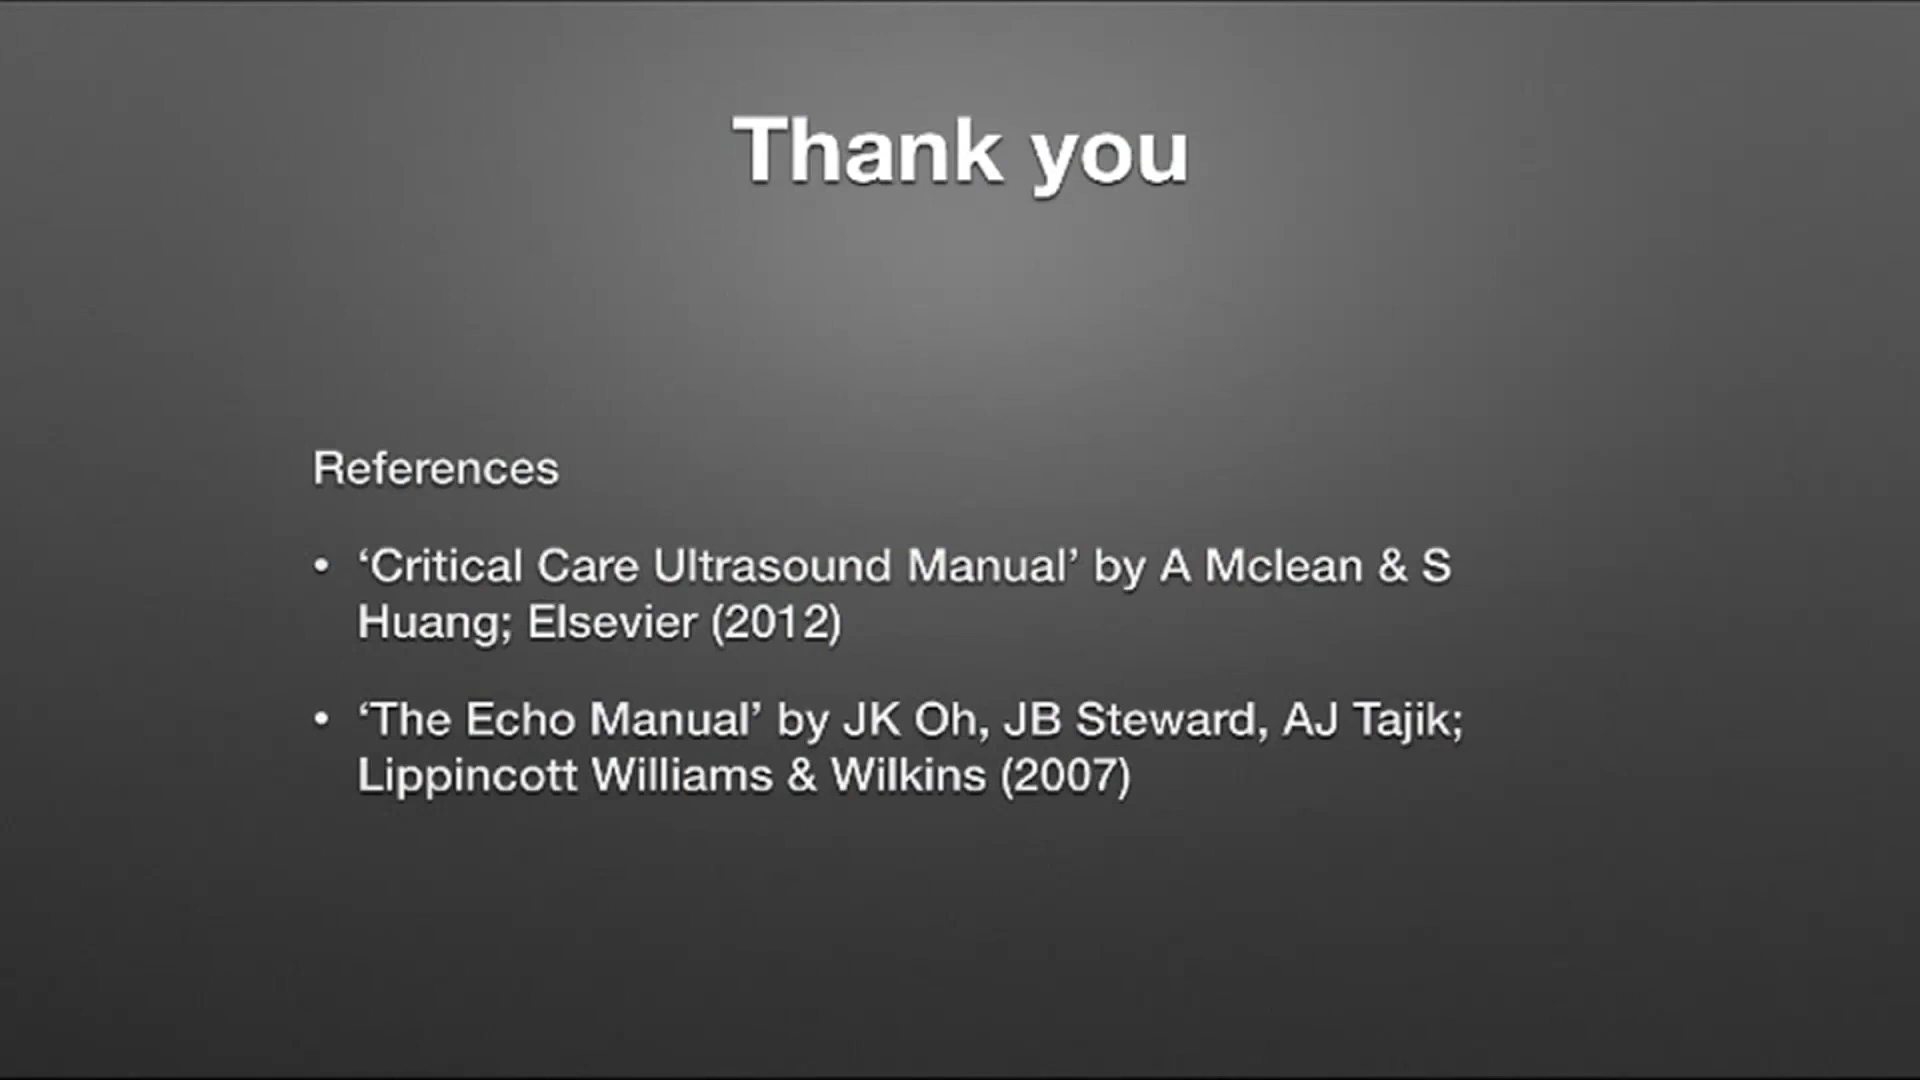 Thank you
References
• ‘Critical Care Ultrasound Manual’ by A Mclean & S
Huang; Elsevier (2012)
• ‘The Echo Manual’ by JK Oh, JB Steward, AJ Tajik;
Lippincott Williams & Wilkins (2007)